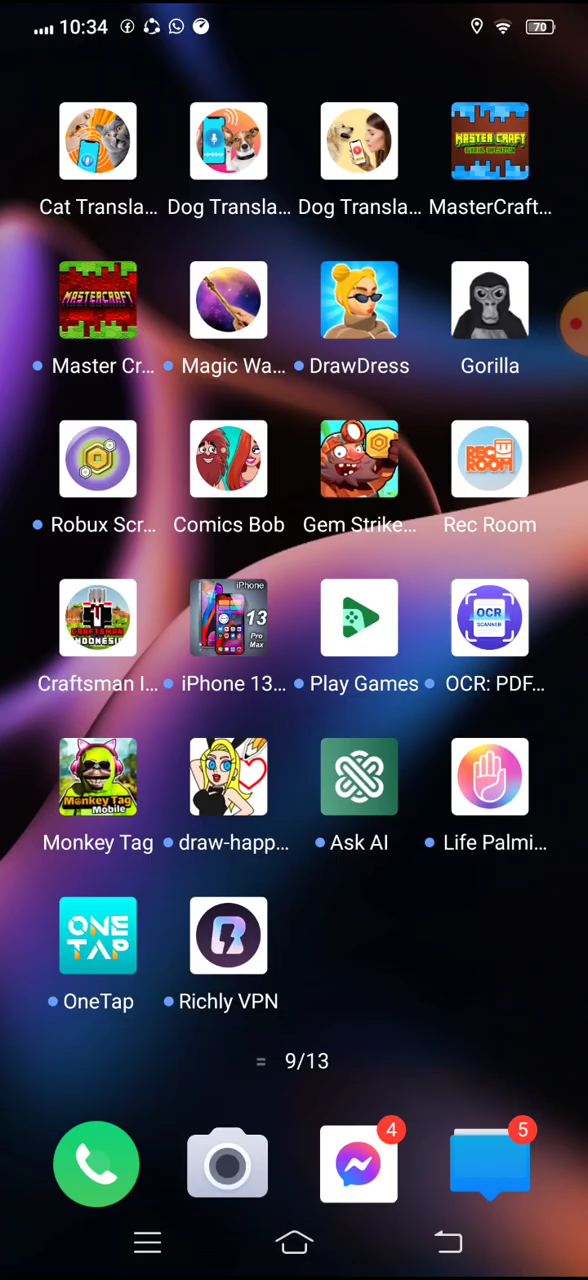 10:34
70
Cat Transla... Dog Transla... Dog Transla... MasterCraft...
MASTER CRAFT
MASTERCRAFT
Master Cr... Magic Wa... DrawDress Gorilla
REC ROOM
Robux Scr... Comics Bob Gem Strike... Rec Room
CRAFTSMAN
iPhone
13
Pro
Max
OCR
SCANNER
Craftsman I... iPhone 13... Play Games OCR: PDF...
Monkey Tag
Mobile
Monkey Tag draw-happ... Ask AI Life Palmi...
ONE
TAP
R
OneTap Richly VPN
9/13
4
5